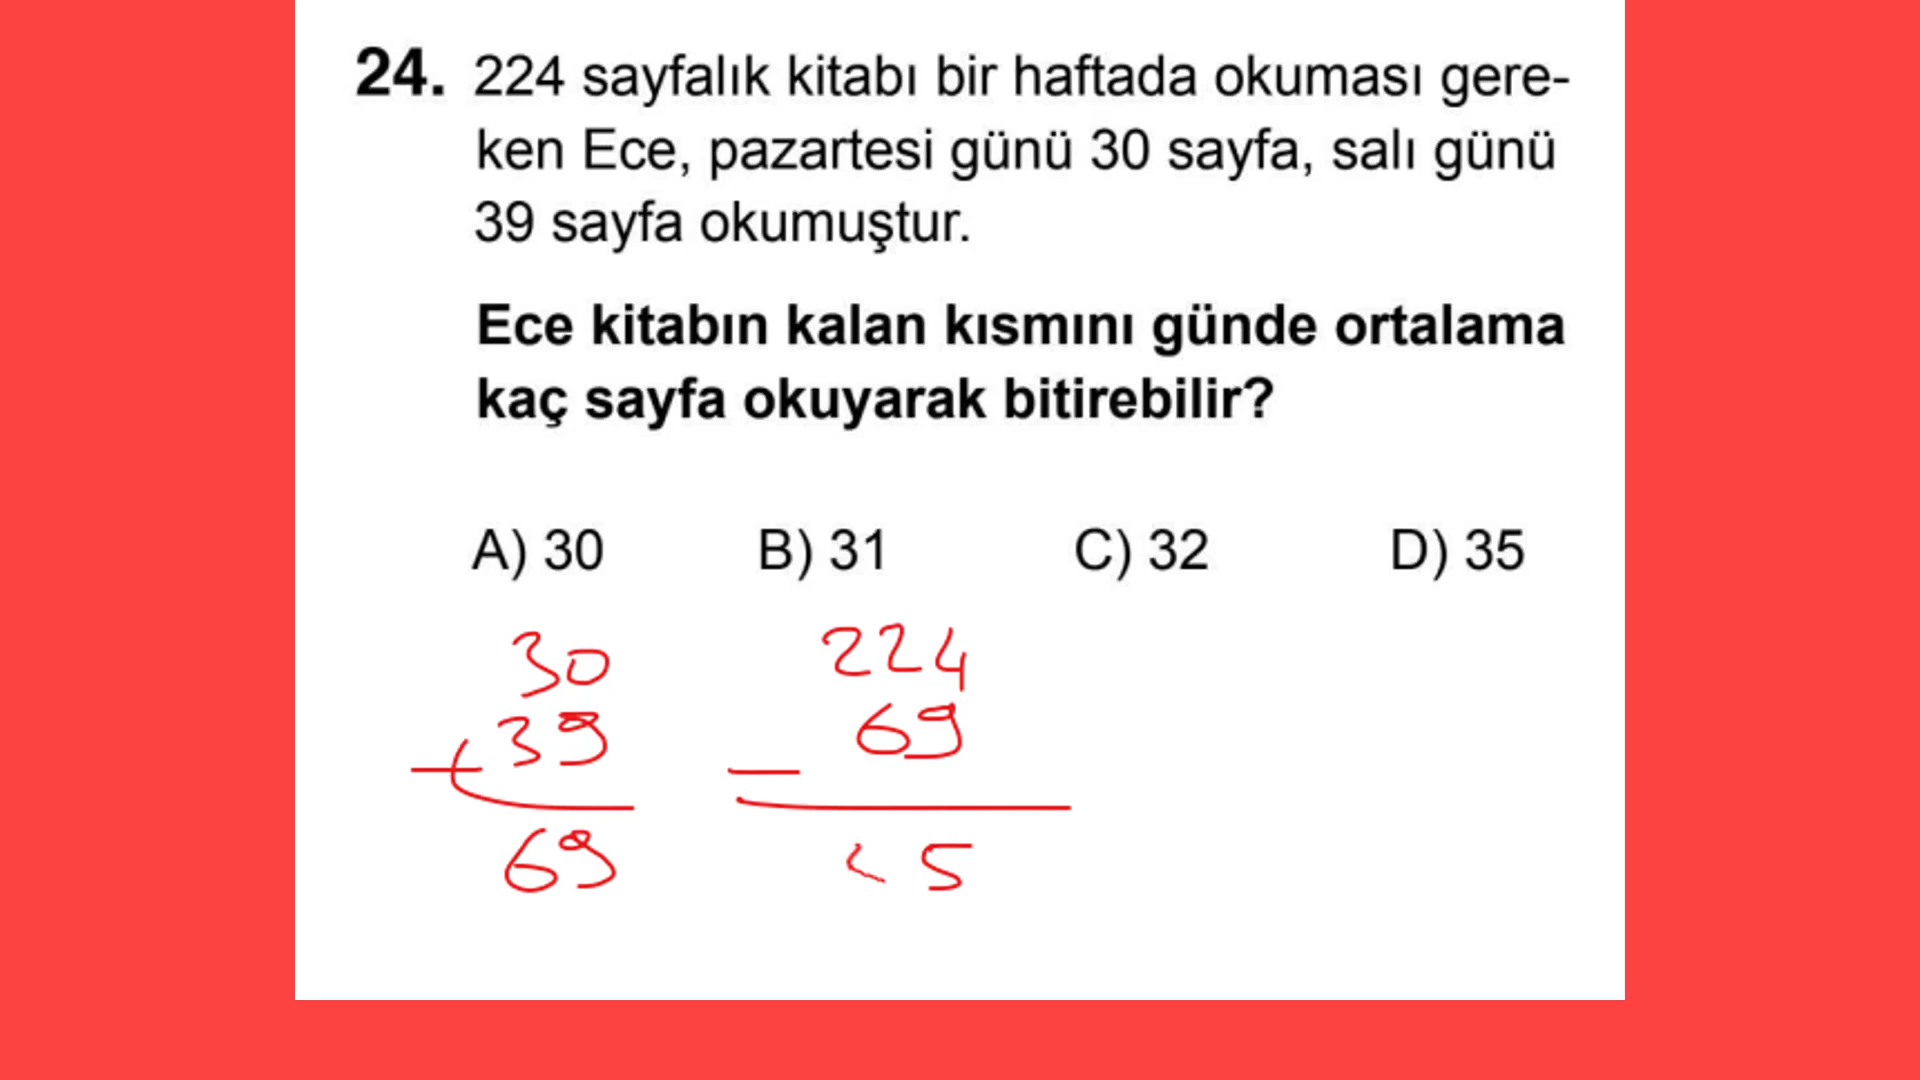 24. 224 sayfalık kitabı bir haftada okuması gere-
ken Ece, pazartesi günü 30 sayfa, salı günü
39 sayfa okumuştur.
Ece kitabın kalan kısmını günde ortalama
kaç sayfa okuyarak bitirebilir?
A) 30 B) 31 C) 32 D) 35
30 224
+39 69
—
69 5